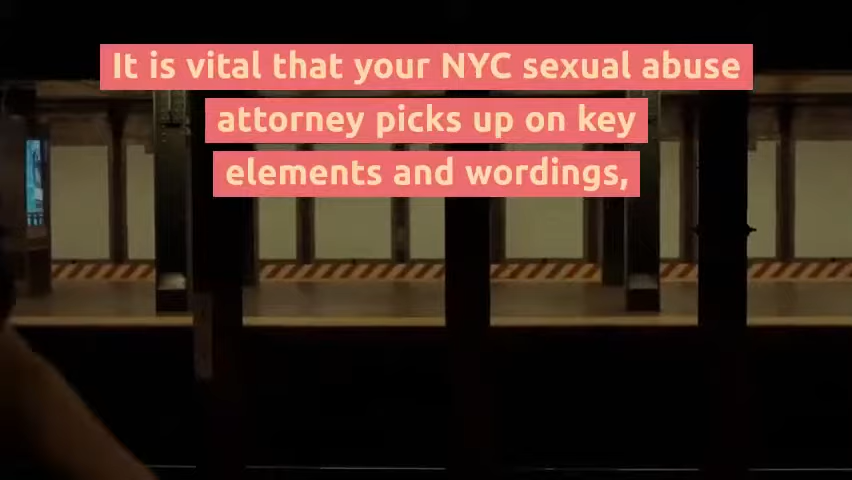 It is vital that your NYC sexual abuse
attorney picks up on key
elements and wordings,